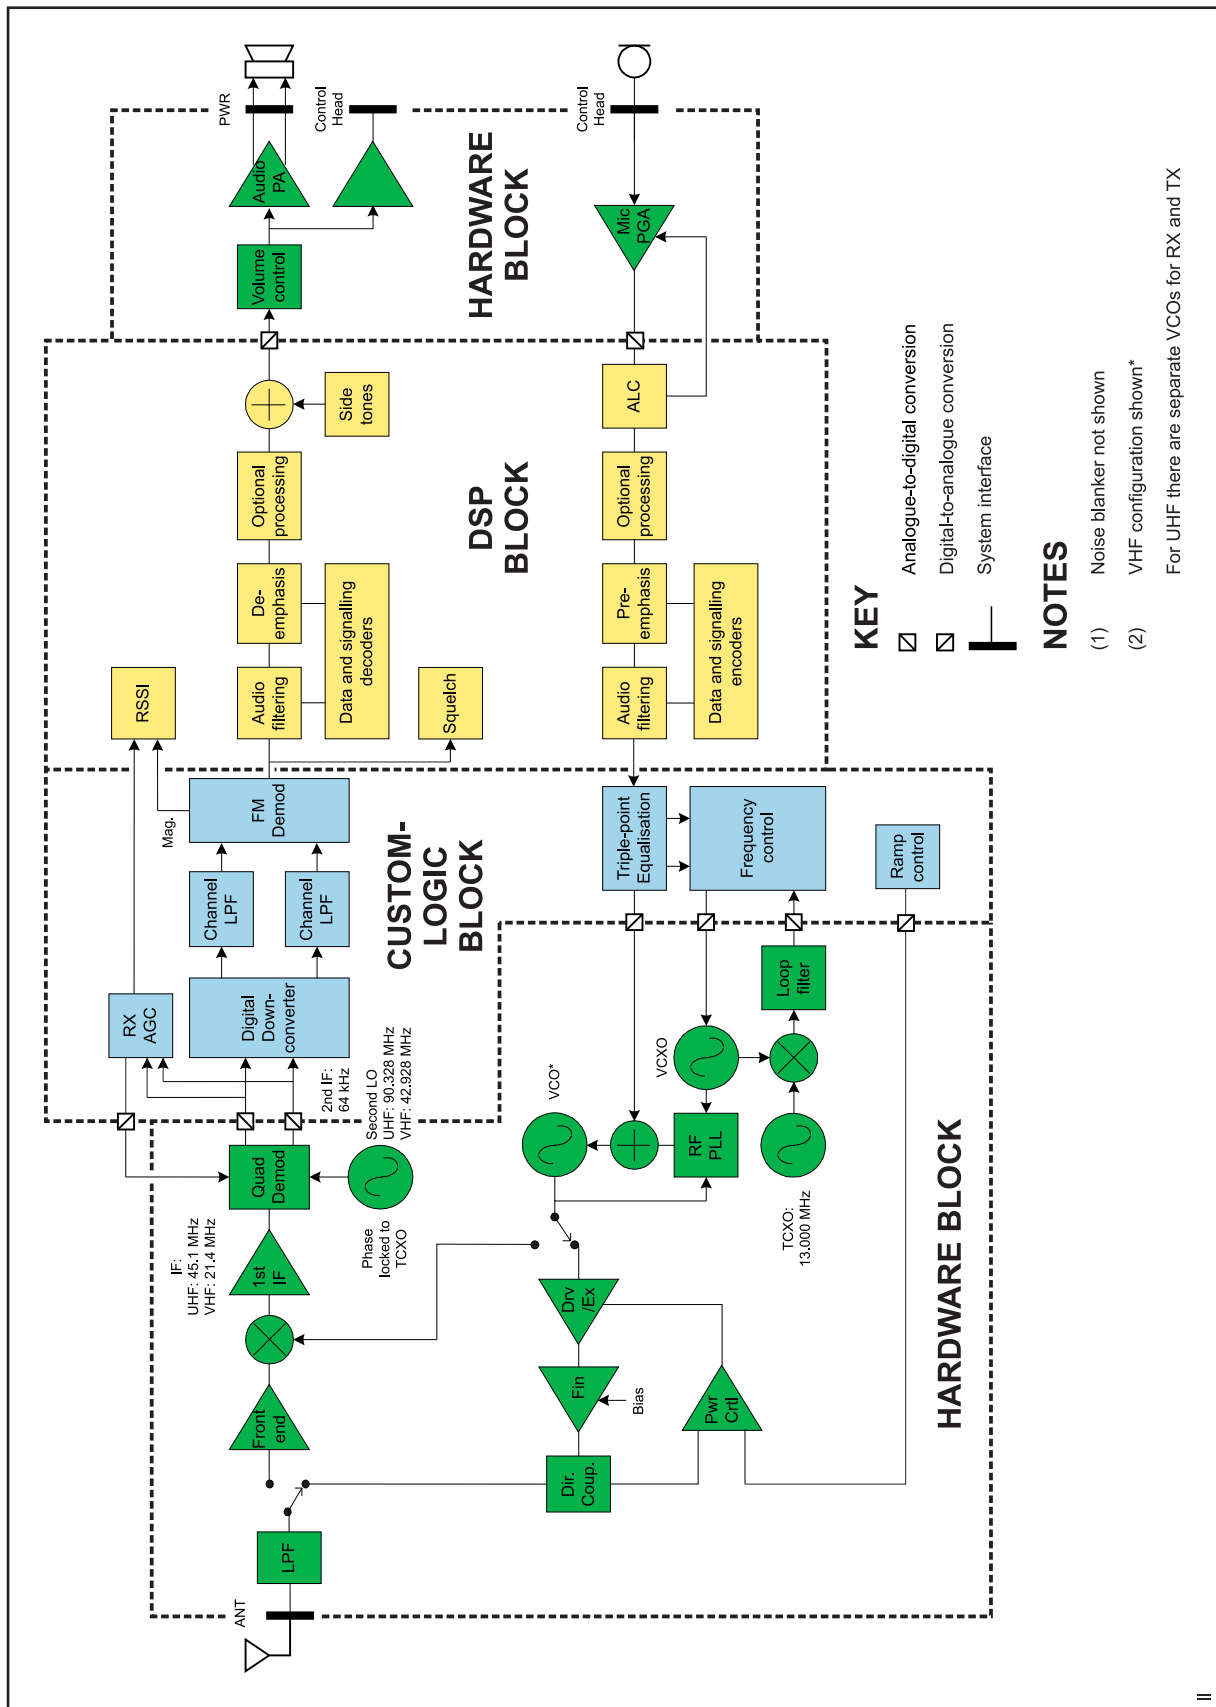 ANT
LPF
Front
end
IF:
UHF: 45.1 MHz
VHF: 21.4 MHz
1st
IF
Quad
Demod
Phase
locked to
TCXO
Second LO
UHF: 90.328 MHz
VHF: 42.928 MHz
2nd IF:
64 kHz
RX
AGC
Digital
Down-
converter
Channel
LPF
Channel
LPF
FM
Demod
Mag.
CUSTOM-
LOGIC
BLOCK
RSSI
Audio
filtering
De-
emphasis
Data and signalling
decoders
Squelch
Optional
processing
Side
tones
DSP
BLOCK
Volume
control
Audio
PA
PWR
Control
Head
HARDWARE
BLOCK
Control
Head
Mic
PGA
ALC
Optional
processing
Pre-
emphasis
Audio
filtering
Data and signalling
encoders
Triple-point
Equalisation
Frequency
control
Ramp
control
Loop
filter
VCO*
VCXO
RF
PLL
TCXO:
13.000 MHz
Drv
/Ex
Fin
Bias
Pwr
Crtl
Dir.
Coup.
HARDWARE BLOCK
KEY
Analogue-to-digital conversion
Digital-to-analogue conversion
System interface
NOTES
(1) Noise blanker not shown
(2) VHF configuration shown*
For UHF there are separate VCOs for RX and TX